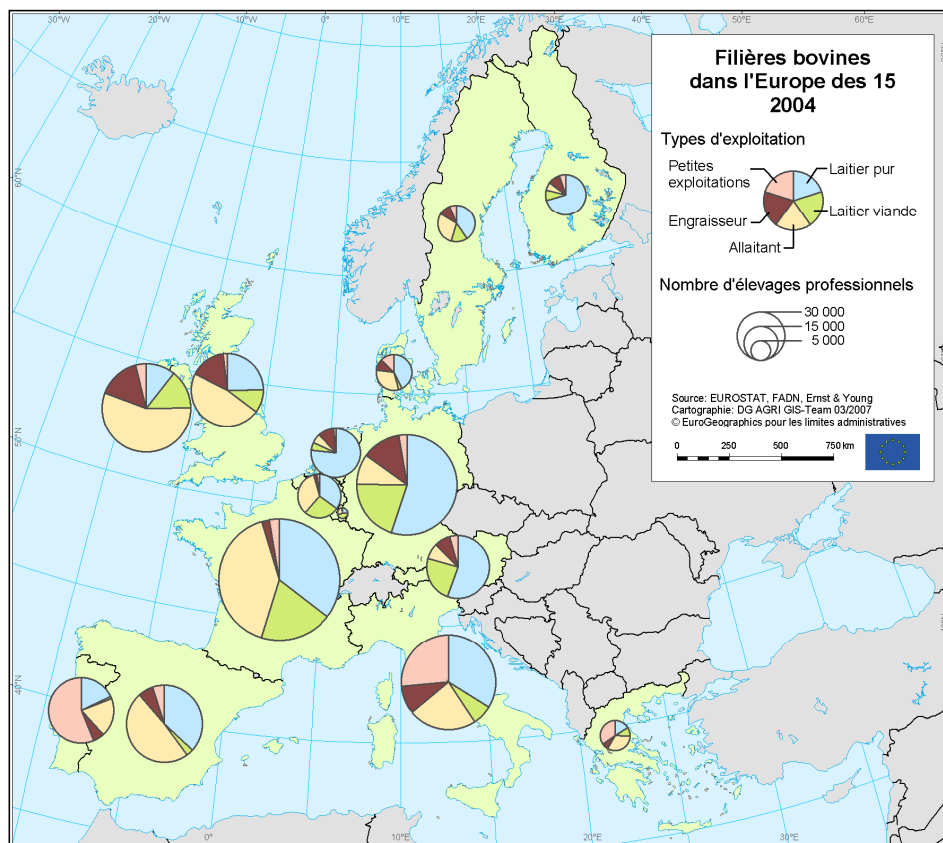 30°W
20°W
10°W
0°E
10°E
20°E
30°E
50°E
60°E
60°N
50°N
40°N
0°
10°E
20°E
30°E
Filières bovines
dans l'Europe des 15
2004
Types d'exploitation
Petites
exploitations
Laitier pur
Engraisseur
Laitier viande
Allaitant
Nombre d'élevages professionnels
30 000
15 000
5 000
Source: EUROSTAT, FADN, Ernst & Young
Cartographie: DG AGRI GIS-Team 03/2007
© EuroGeographics pour les limites administratives
0 250 500 750 km